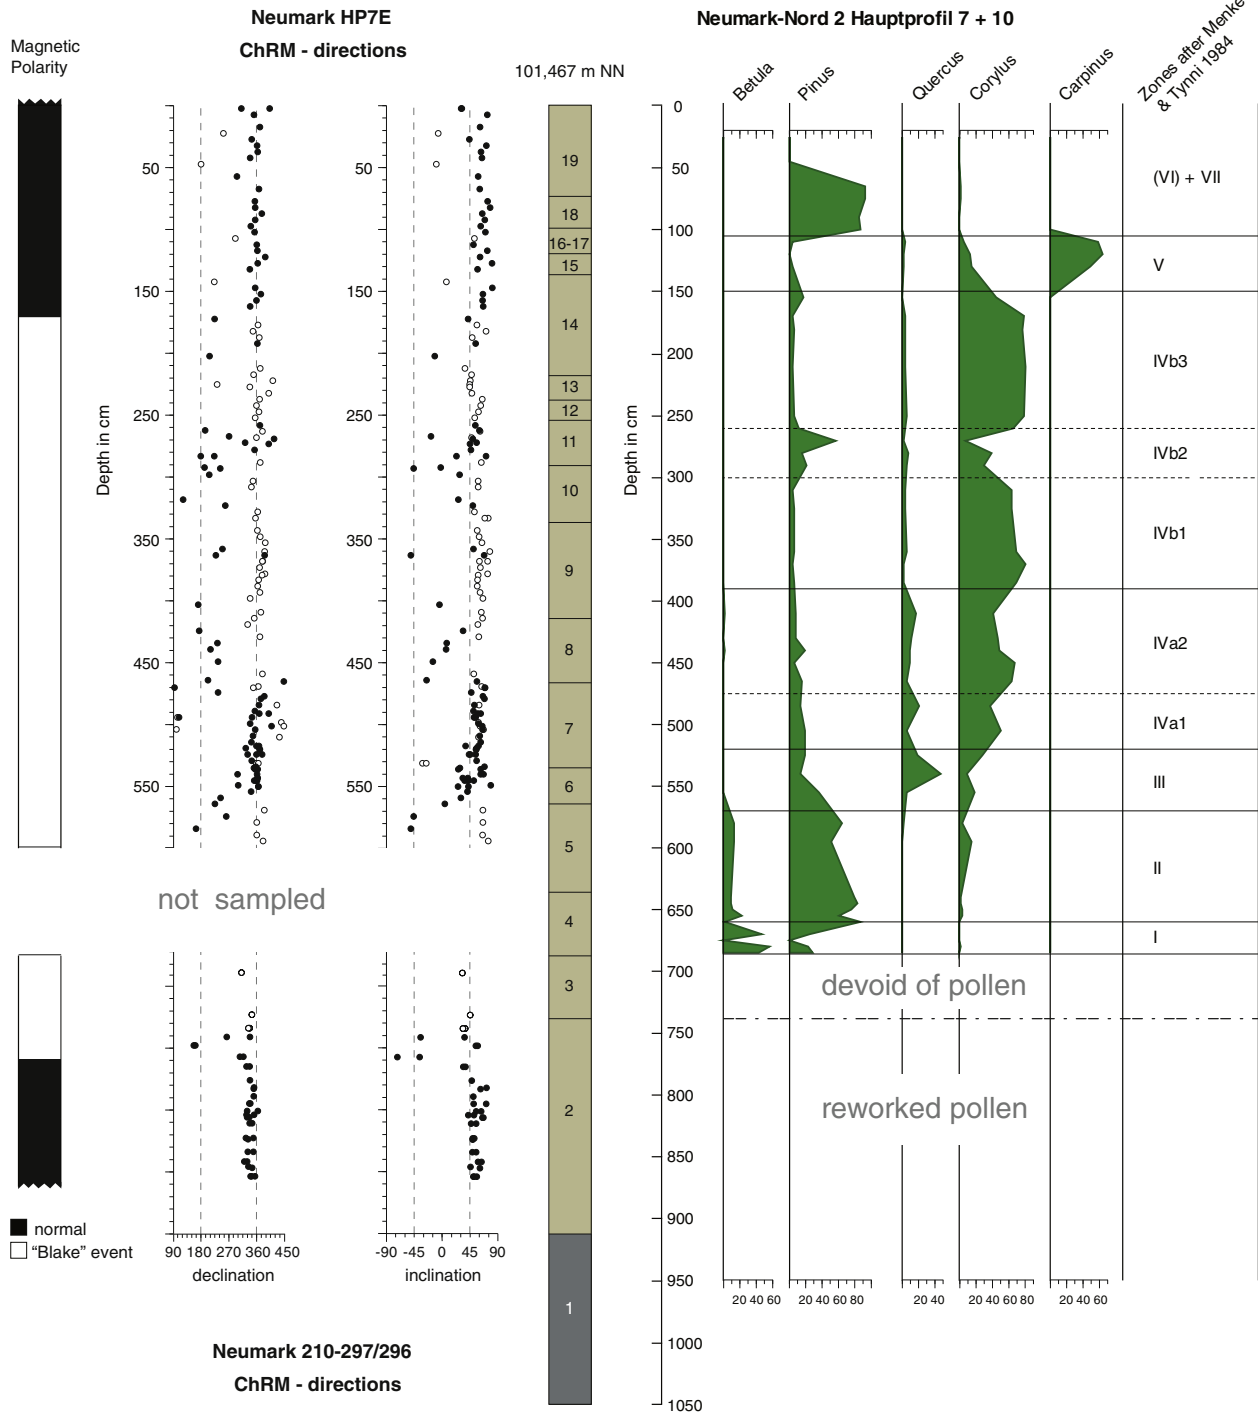 Neumark HP7E
ChRM - directions
Magnetic
Polarity
101,467 m NN
Neumark-Nord 2 Hauptprofil 7 + 10
Betula
Pinus
Quercus
Corylus
Carpinus
Zones after Menke
& Tynni 1984
Depth in cm
50
150
250
350
450
550
50
150
250
350
450
550
19
18
16-17
15
14
13
12
11
10
9
8
7
6
5
4
3
2
1
Depth in cm
0
50
100
150
200
250
300
350
400
450
500
550
600
650
700
750
800
850
900
950
1000
1050
(VI) + VII
V
IVb3
IVb2
IVb1
IVa2
IVa1
III
II
I
not sampled
devoid of pollen
reworked pollen
normal
"Blake" event
90 180 270 360 450
declination
-90 -45 0 45 90
inclination
20 40 60
20 40 60 80
20 40
20 40 60 80
20 40 60
Neumark 210-297/296
ChRM - directions